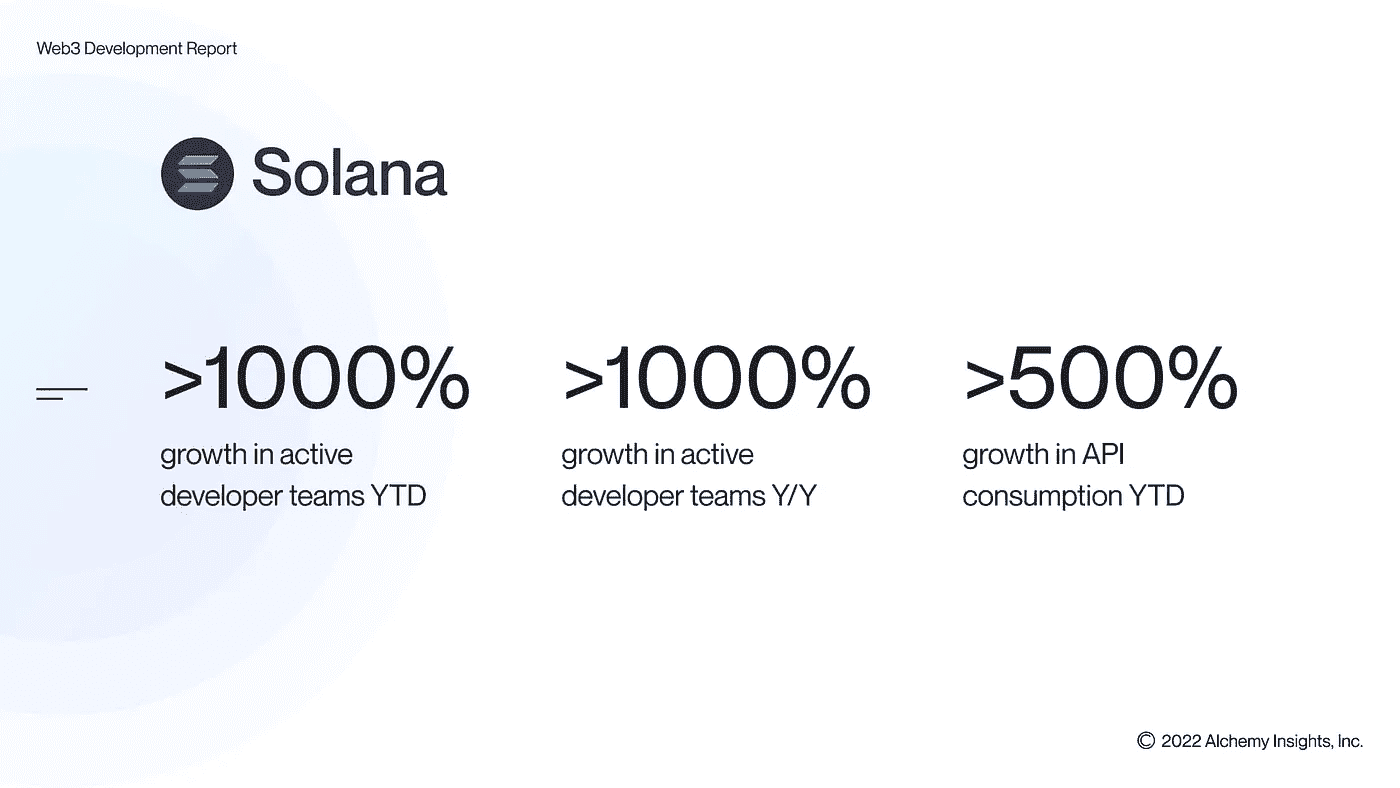 Web3 Development Report
Solana
>1000%
growth in active
developer teams YTD
>1000%
growth in active
developer teams Y/Y
>500%
growth in API
consumption YTD
© 2022 Alchemy Insights, Inc.